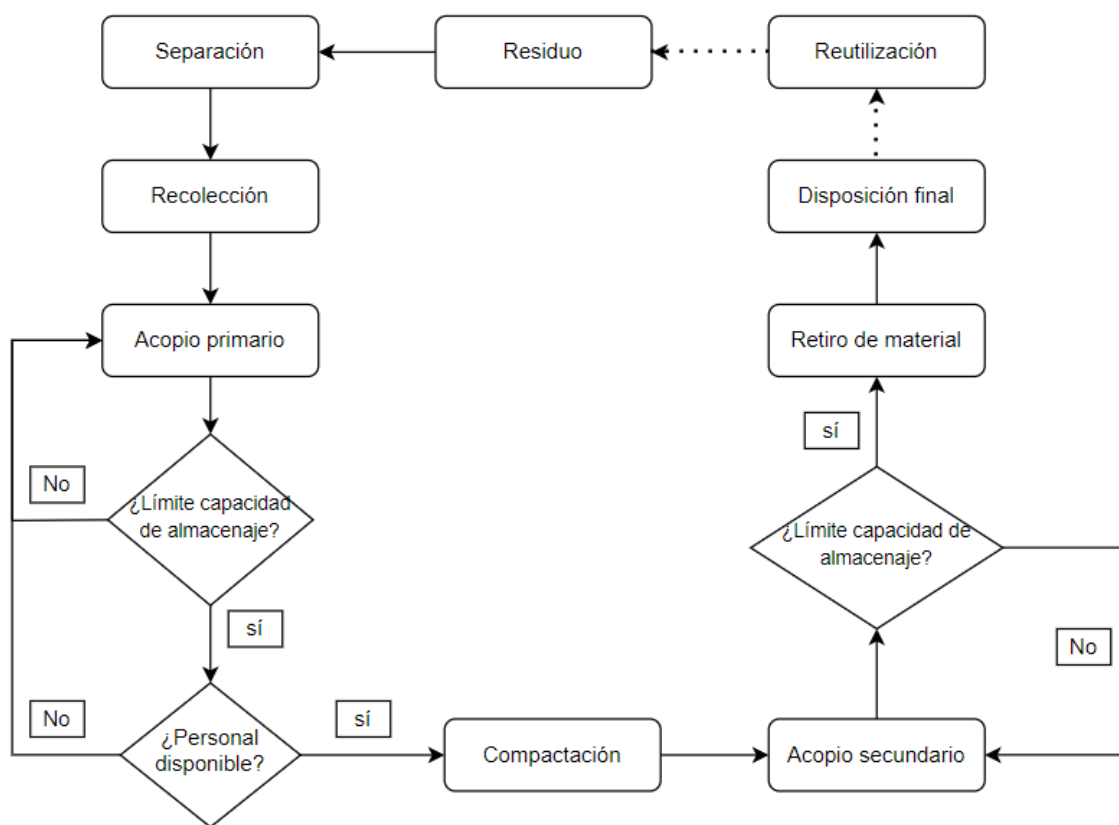 Separación
Residuo
Reutilización
Recolección
Disposición final
Acopio primario
Retiro de material
sí
No
¿Límite capacidad
de almacenaje?
¿Límite capacidad de
almacenaje?
sí
No
No
sí
¿Personal
disponible?
Compactación
Acopio secundario